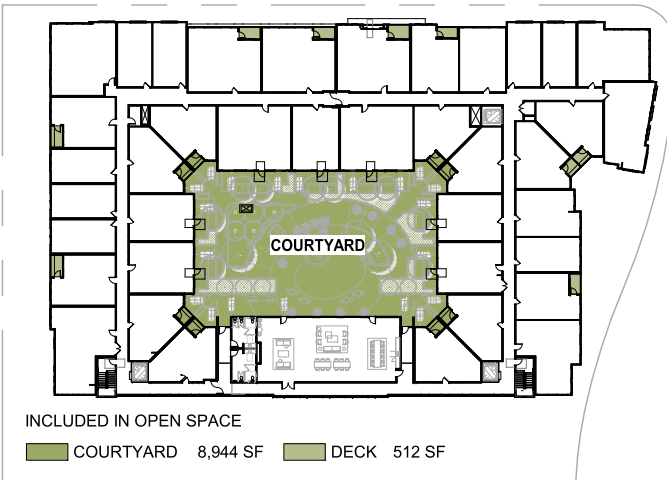 COURTYARD
INCLUDED IN OPEN SPACE
COURTYARD 8,944 SF
DECK 512 SF